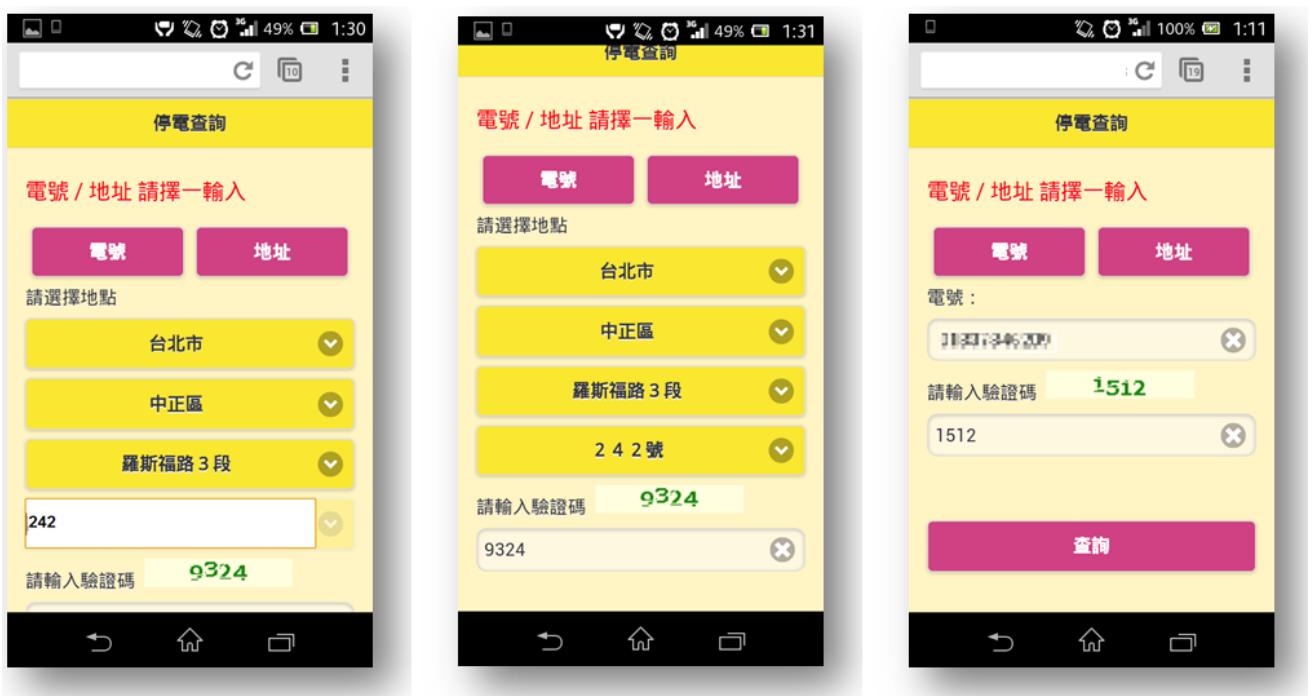 49% 1:30
10
停電查詢
電號 / 地址 請擇一輸入
電號 地址
請選擇地點
台北市
中正區
羅斯福路3段
242
請輸入驗證碼 9324
3G 49% 1:31
停電查詢
電號 / 地址 請擇一輸入
電號 地址
請選擇地點
台北市
中正區
羅斯福路3段
242號
請輸入驗證碼 9324
9324
3G 100% 1:11
19
停電查詢
電號 / 地址 請擇一輸入
電號 地址
電號：
請輸入驗證碼 1512
1512
查詢